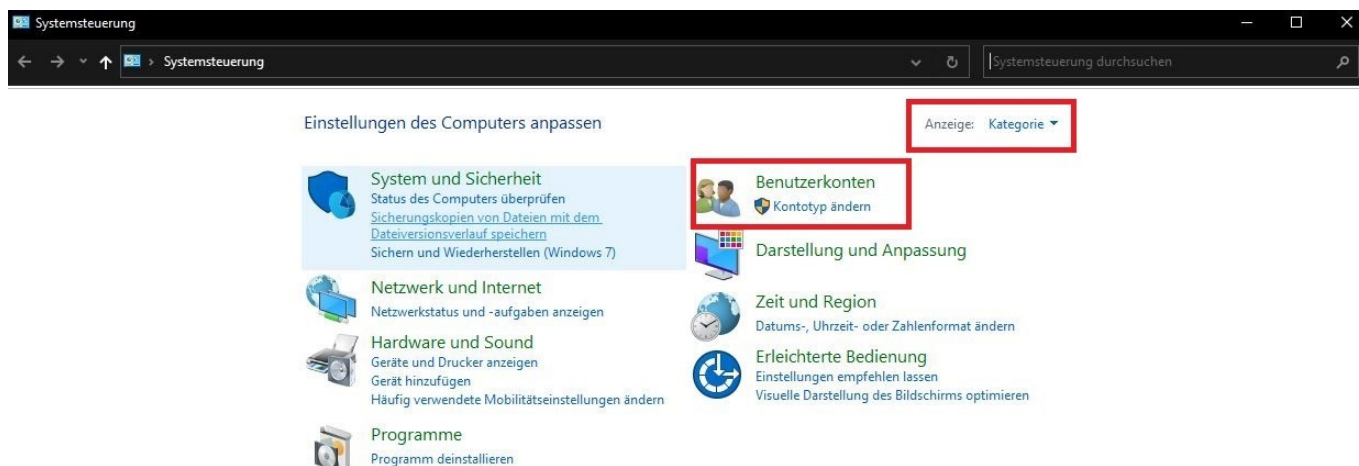 Systemsteuerung
Systemsteuerung
Systemsteuerung durchsuchen
Einstellungen des Computers anpassen
Anzeige: Kategorie
System und Sicherheit
Status des Computers überprüfen
Sicherungskopien von Dateien mit dem
Dateiversionsverlauf speichern
Sichern und Wiederherstellen (Windows 7)
Netzwerk und Internet
Netzwerkstatus und -aufgaben anzeigen
Hardware und Sound
Geräte und Drucker anzeigen
Gerät hinzufügen
Häufig verwendete Mobilitätseinstellungen ändern
Programme
Programm deinstallieren
Benutzerkonten
Kontotyp ändern
Darstellung und Anpassung
Zeit und Region
Datums-, Uhrzeit- oder Zahlenformat ändern
Erleichterte Bedienung
Einstellungen empfehlen lassen
Visuelle Darstellung des Bildschirms optimieren